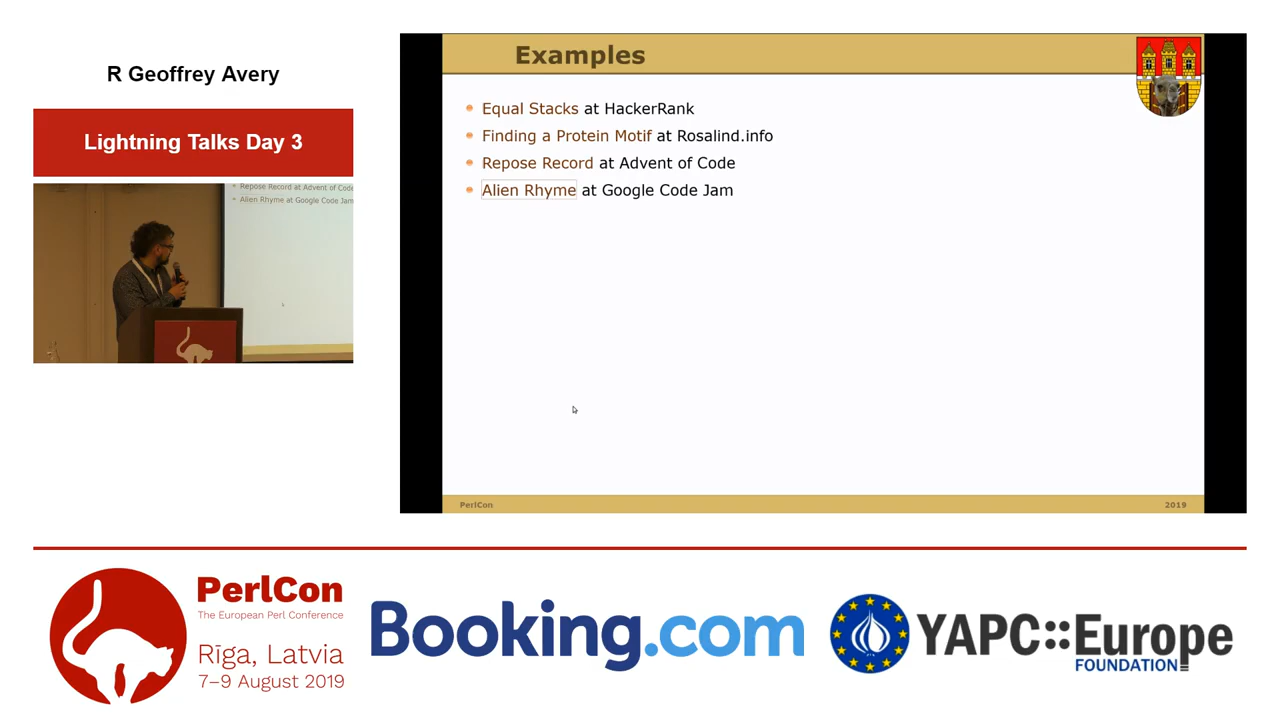 R Geoffrey Avery
Lightning Talks Day 3
Repose Record at Advent of Code
Alien Rhyme at Google Code Jam
Examples
Equal Stacks at HackerRank
Finding a Protein Motif at Rosalind.info
Repose Record at Advent of Code
Alien Rhyme at Google Code Jam
PerlCon
2019
PerlCon
The European Perl Conference
Rīga, Latvia
7–9 August 2019
Booking.com
YAPC::Europe
FOUNDATION